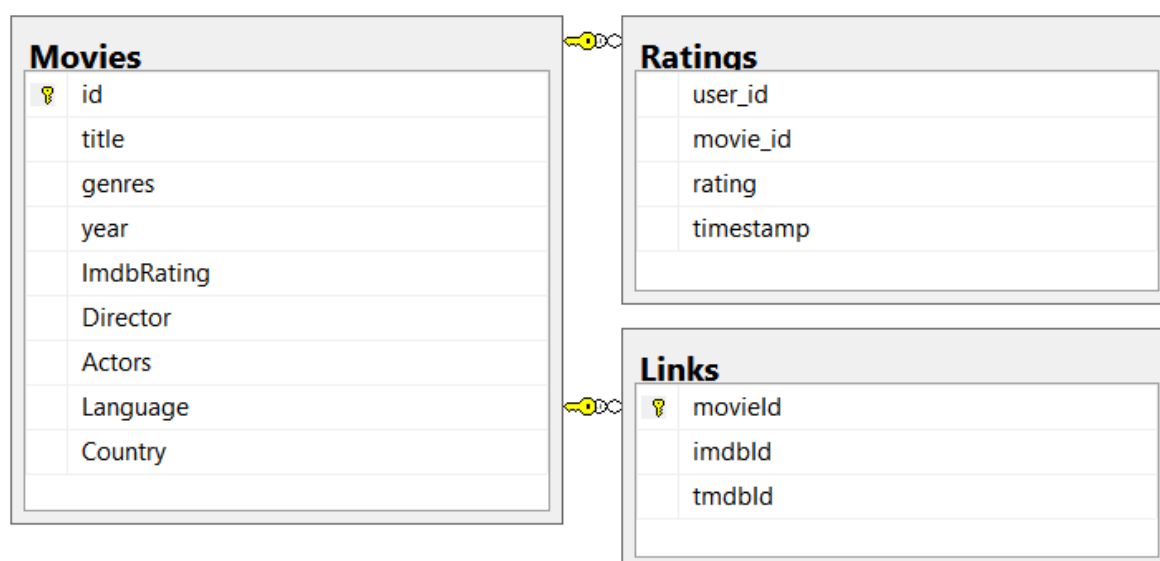 Movies
id
title
genres
year
ImdbRating
Director
Actors
Language
Country
Ratings
user_id
movie_id
rating
timestamp
Links
movieId
imdbId
tmdbId